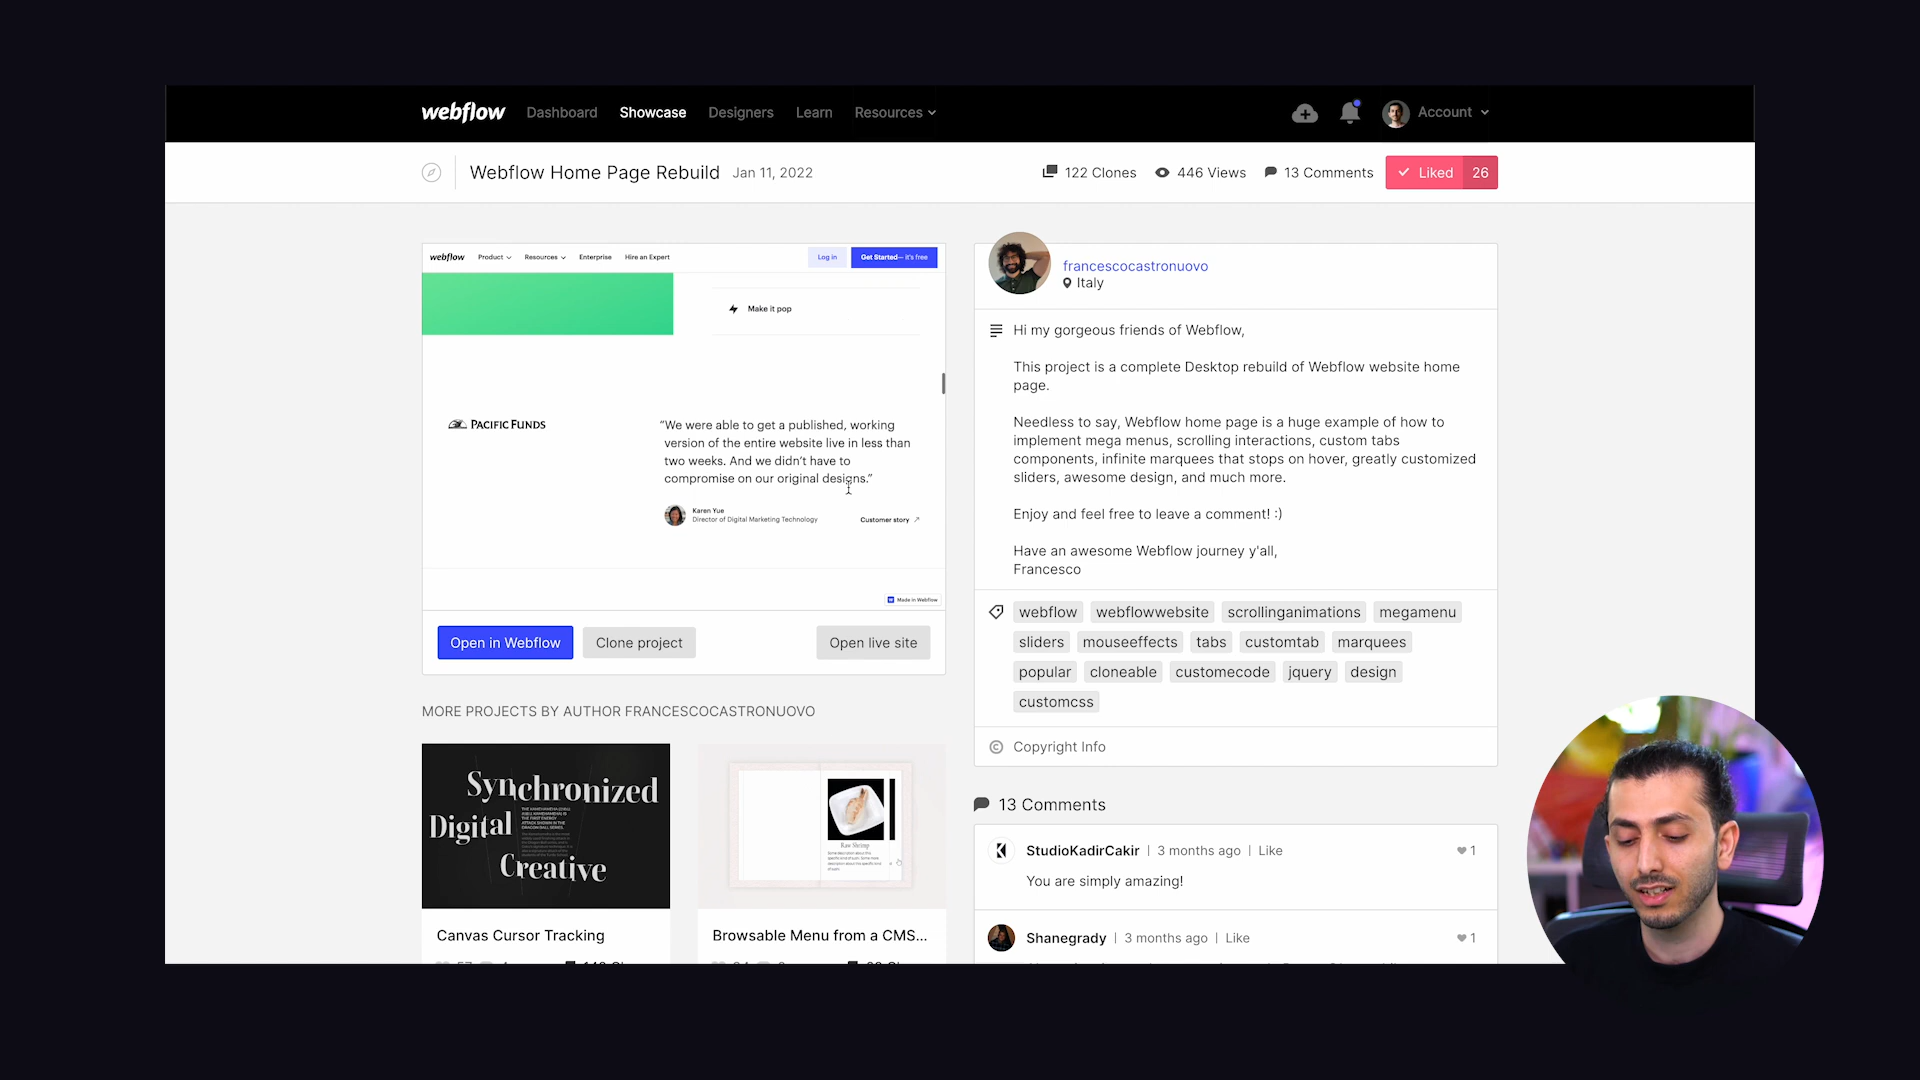 webflow Dashboard Showcase Designers Learn Resources Account
Webflow Home Page Rebuild Jan 11, 2022 122 Clones 446 Views 13 Comments Liked 26
webflow Product Resources Enterprise Hire an Expert Log in Get Started— it's free
Make it pop
PACIFIC FUNDS
“We were able to get a published, working
version of the entire website live in less than
two weeks. And we didn’t have to
compromise on our original designs.”
Karen Yue
Director of Digital Marketing Technology
Customer story ↗
Made in Webflow
Open in Webflow Clone project Open live site
MORE PROJECTS BY AUTHOR FRANCESCOCASTRONUOVO
Synchronized
Digital
Creative
Canvas Cursor Tracking
Raw Shrimp
Browsable Menu from a CMS...
francescocastronuovo
Italy
Hi my gorgeous friends of Webflow,
This project is a complete Desktop rebuild of Webflow website home
page.
Needless to say, Webflow home page is a huge example of how to
implement mega menus, scrolling interactions, custom tabs
components, infinite marquees that stops on hover, greatly customized
sliders, awesome design, and much more.
Enjoy and feel free to leave a comment! :)
Have an awesome Webflow journey y'all,
Francesco
webflow webflowwebsite scrollinganimations megamenu
sliders mouseeffects tabs customtab marquees
popular cloneable customecode jquery design
customcss
© Copyright Info
13 Comments
StudioKadirCakir | 3 months ago | Like 1
You are simply amazing!
Shanegrady | 3 months ago | Like 1